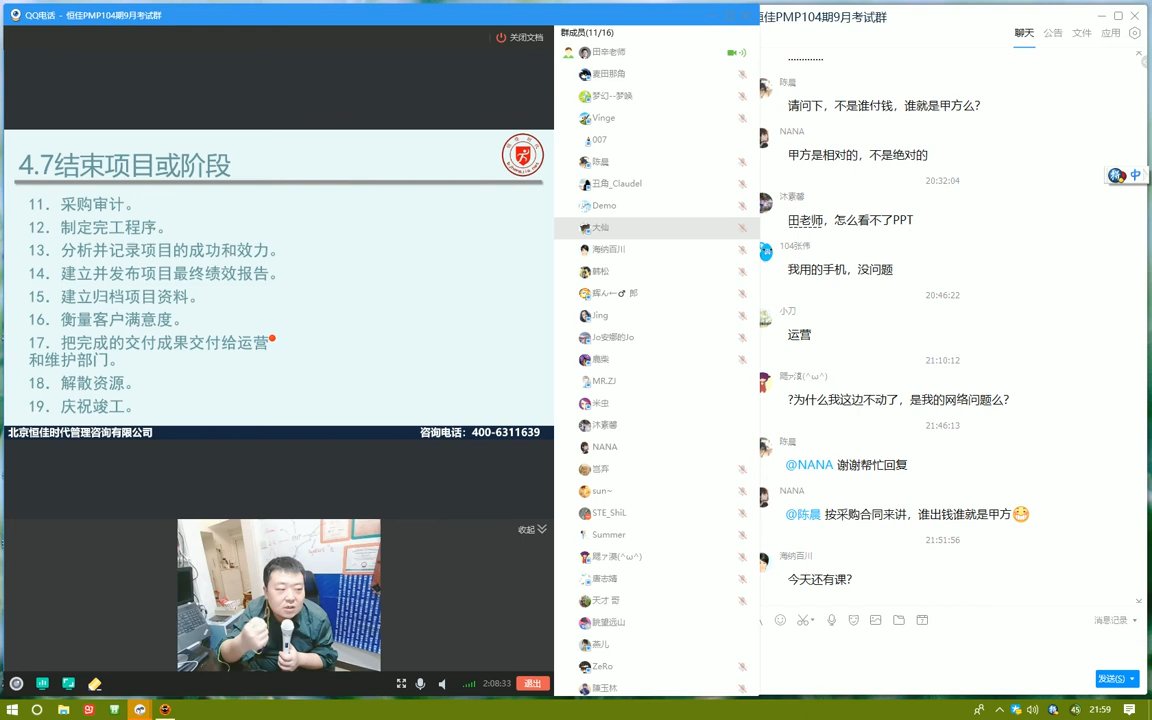 QQ电话 - 恒佳PMP104期9月考试群
关闭文档
4.7结束项目或阶段
11. 采购审计。
12. 制定完工程序。
13. 分析并记录项目的成功和效力。
14. 建立并发布项目最终绩效报告。
15. 建立归档项目资料。
16. 衡量客户满意度。
17. 把完成的交付成果交付给运营
和维护部门。
18. 解散资源。
19. 庆祝竣工。
北京恒佳时代管理咨询有限公司
咨询电话：400-6311639
收起
2:08:33
退出
群成员(11/16)
田辛老师
麦田那角
梦幻--梦唤
Vinge
007
陈晨
丑角_Claudel
Demo
大仙
海纳百川
韩松
Jing
Jo安娜的Jo
鹿柴
MR.ZJ
米虫
沐素馨
NANA
sun~
STE_ShiL
Summer
唐志婧
天才 哥
眺望远山
燕儿
ZeRo
陳玉林
恒佳PMP104期9月考试群
聊天
公告
文件
应用
.............
陈晨
请问下，不是谁付钱，谁就是甲方么？
NANA
甲方是相对的，不是绝对的
20:32:04
沐素馨
田老师，怎么看不了PPT
104张伟
我用的手机，没问题
20:46:22
小刀
运营
21:10:12
?为什么我这边不动了，是我的网络问题么?
21:46:13
陈晨
@NANA 谢谢帮忙回复
NANA
@陈晨 按采购合同来讲，谁出钱谁就是甲方
21:51:56
海纳百川
今天还有课?
消息记录
发送(S)
中
45
21:59